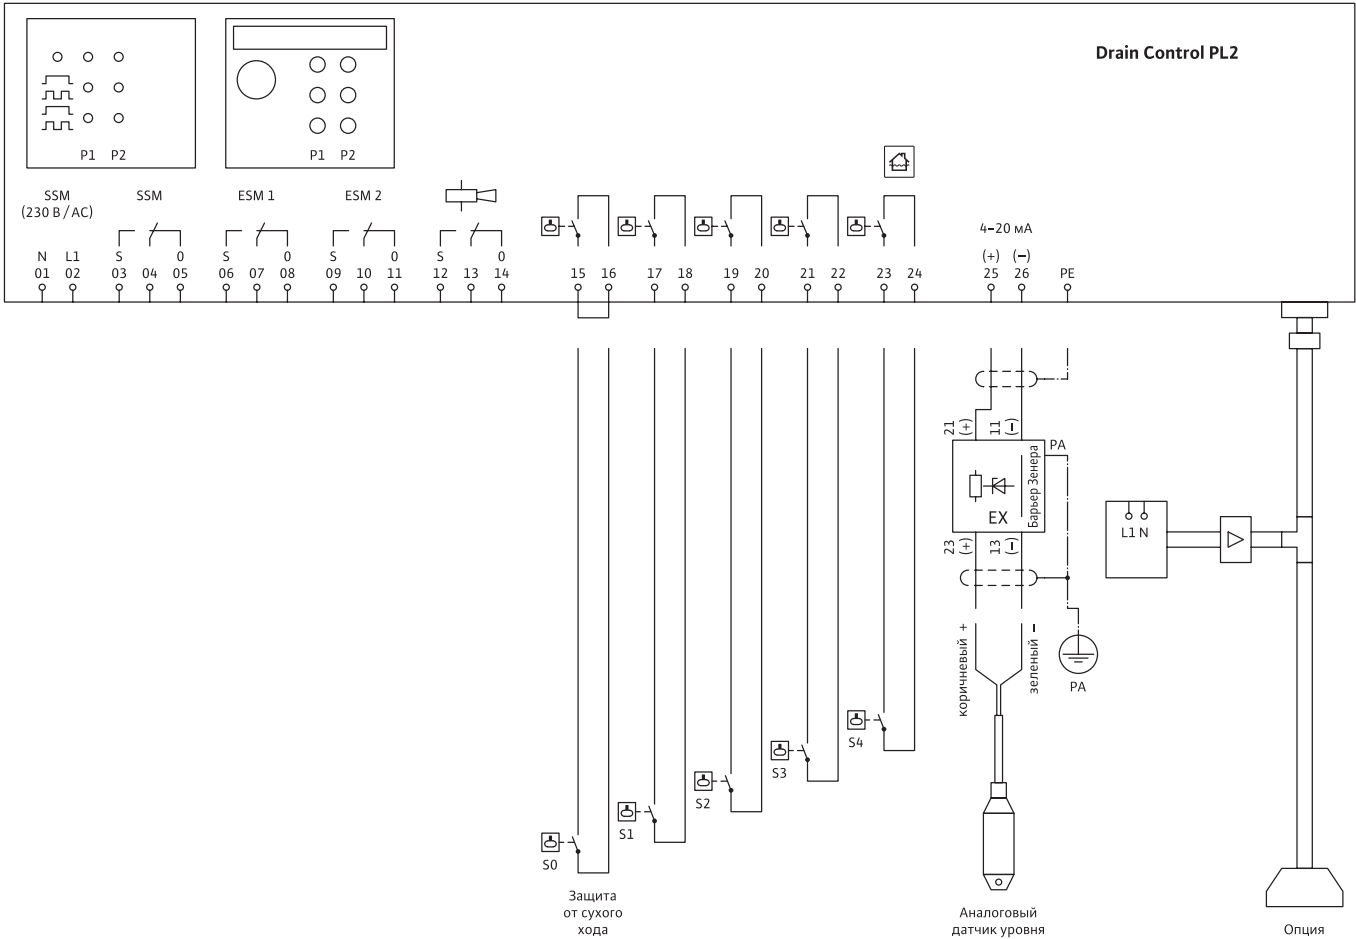 Drain Control PL2
P1 P2
P1 P2
SSM
(230 В / АС)
SSM
ESM 1
ESM 2
4–20 мА
N L1 S 0 S 0 S 0 S 0 (+) (−)
01 02 03 04 05 06 07 08 09 10 11 12 13 14 15 16 17 18 19 20 21 22 23 24 25 26 PE
21 (+)
11 (−)
PA
Барьер Зенера
EX
23 (+)
13 (−)
L1 N
коричневый +
зеленый −
PA
S4
S3
S2
S1
S0
Защита
от сухого
хода
Аналоговый
датчик уровня
Опция